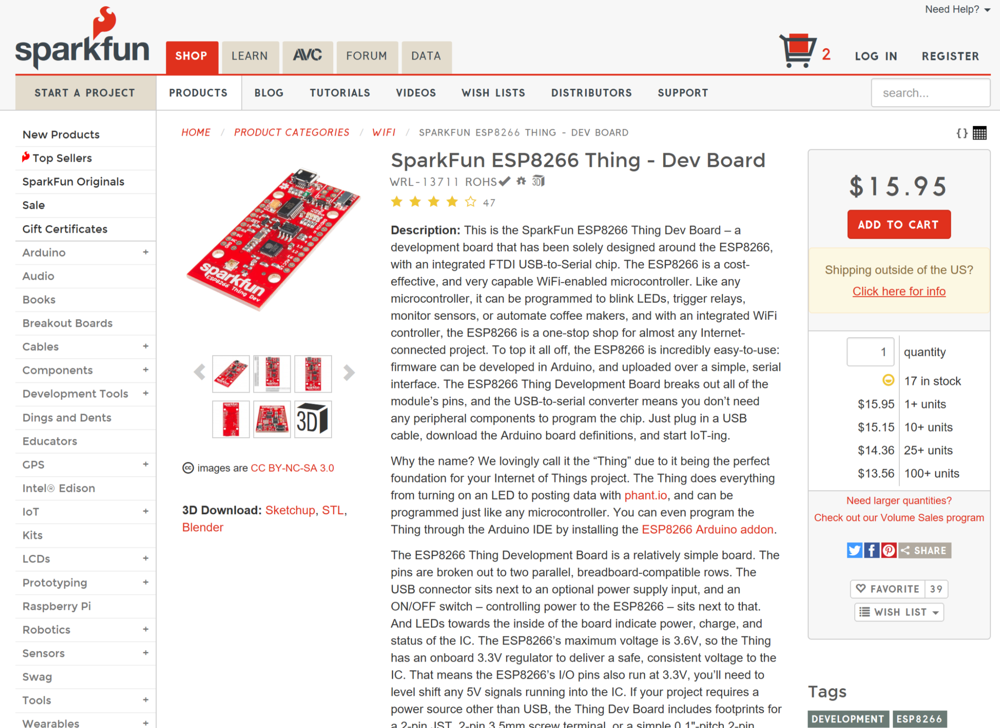 Need Help?
sparkfun
SHOP
LEARN
AVC
FORUM
DATA
2
LOG IN
REGISTER
START A PROJECT
PRODUCTS
BLOG
TUTORIALS
VIDEOS
WISH LISTS
DISTRIBUTORS
SUPPORT
search...
New Products
Top Sellers
SparkFun Originals
Sale
Gift Certificates
Arduino +
Audio
Books
Breakout Boards
Cables +
Components +
Development Tools +
Dings and Dents
Educators
GPS +
Intel® Edison
IoT +
Kits
LCDs +
Prototyping +
Raspberry Pi
Robotics +
Sensors +
Swag
Tools +
Wearables +
HOME / PRODUCT CATEGORIES / WIFI / SPARKFUN ESP8266 THING - DEV BOARD
{}
sparkfun
ESP8266 Thing Dev
3D
images are CC BY-NC-SA 3.0
3D Download: Sketchup, STL,
Blender
SparkFun ESP8266 Thing - Dev Board
WRL-13711 ROHS 3D
47
Description: This is the SparkFun ESP8266 Thing Dev Board – a
development board that has been solely designed around the ESP8266,
with an integrated FTDI USB-to-Serial chip. The ESP8266 is a cost-
effective, and very capable WiFi-enabled microcontroller. Like any
microcontroller, it can be programmed to blink LEDs, trigger relays,
monitor sensors, or automate coffee makers, and with an integrated WiFi
controller, the ESP8266 is a one-stop shop for almost any Internet-
connected project. To top it all off, the ESP8266 is incredibly easy-to-use:
firmware can be developed in Arduino, and uploaded over a simple, serial
interface. The ESP8266 Thing Development Board breaks out all of the
module’s pins, and the USB-to-serial converter means you don’t need
any peripheral components to program the chip. Just plug in a USB
cable, download the Arduino board definitions, and start IoT-ing.
Why the name? We lovingly call it the “Thing” due to it being the perfect
foundation for your Internet of Things project. The Thing does everything
from turning on an LED to posting data with phant.io, and can be
programmed just like any microcontroller. You can even program the
Thing through the Arduino IDE by installing the ESP8266 Arduino addon.
The ESP8266 Thing Development Board is a relatively simple board. The
pins are broken out to two parallel, breadboard-compatible rows. The
USB connector sits next to an optional power supply input, and an
ON/OFF switch – controlling power to the ESP8266 – sits next to that.
And LEDs towards the inside of the board indicate power, charge, and
status of the IC. The ESP8266’s maximum voltage is 3.6V, so the Thing
has an onboard 3.3V regulator to deliver a safe, consistent voltage to the
IC. That means the ESP8266’s I/O pins also run at 3.3V, you’ll need to
level shift any 5V signals running into the IC. If your project requires a
power source other than USB, the Thing Dev Board includes footprints for
a 2-pin JST, 2-pin 3.5mm screw terminal, or a simple 0.1"-pitch 2-pin
$15.95
ADD TO CART
Shipping outside of the US?
Click here for info
1 quantity
17 in stock
$15.95 1+ units
$15.15 10+ units
$14.36 25+ units
$13.56 100+ units
Need larger quantities?
Check out our Volume Sales program
SHARE
FAVORITE 39
WISH LIST
Tags
DEVELOPMENT ESP8266